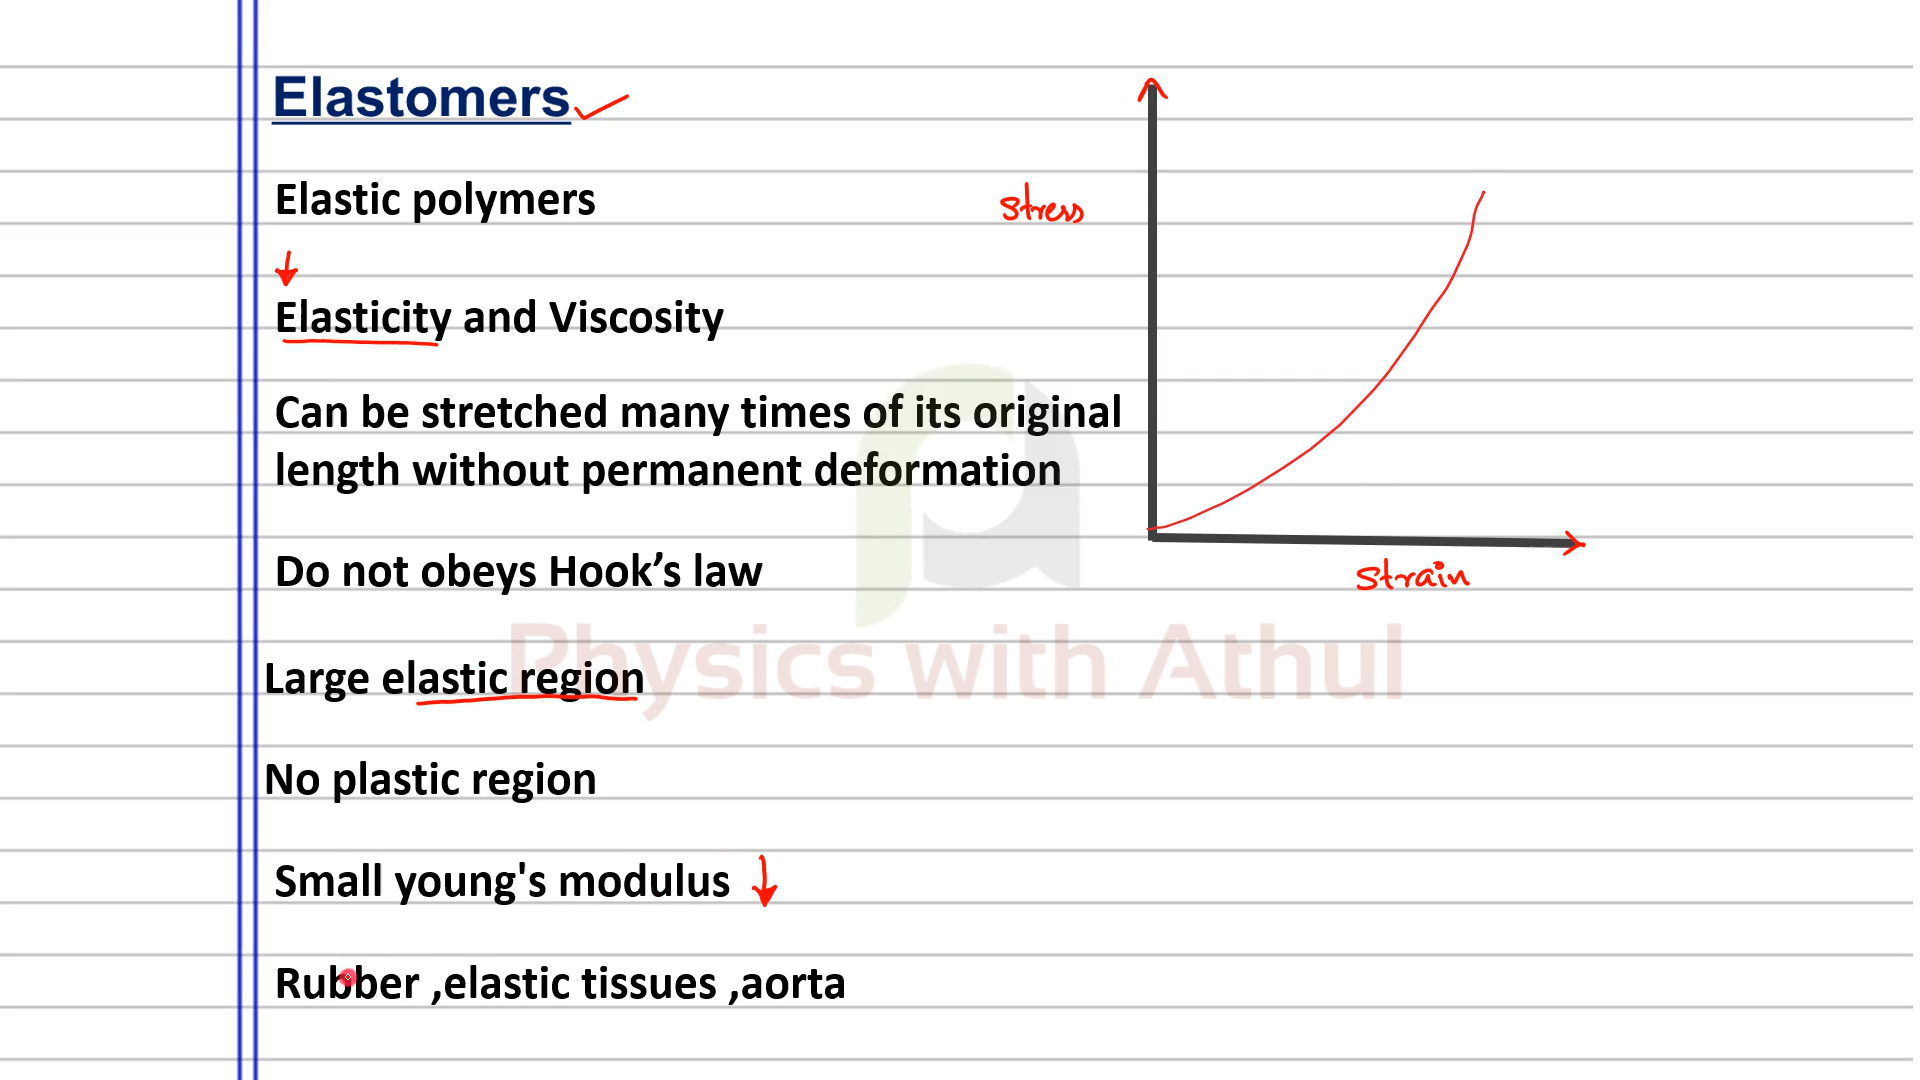 Elastomers
Elastic polymers
stress
Elasticity and Viscosity
Can be stretched many times of its original
length without permanent deformation
Do not obeys Hook’s law
strain
Physics with Athul
Large elastic region
No plastic region
Small young's modulus
Rubber ,elastic tissues ,aorta